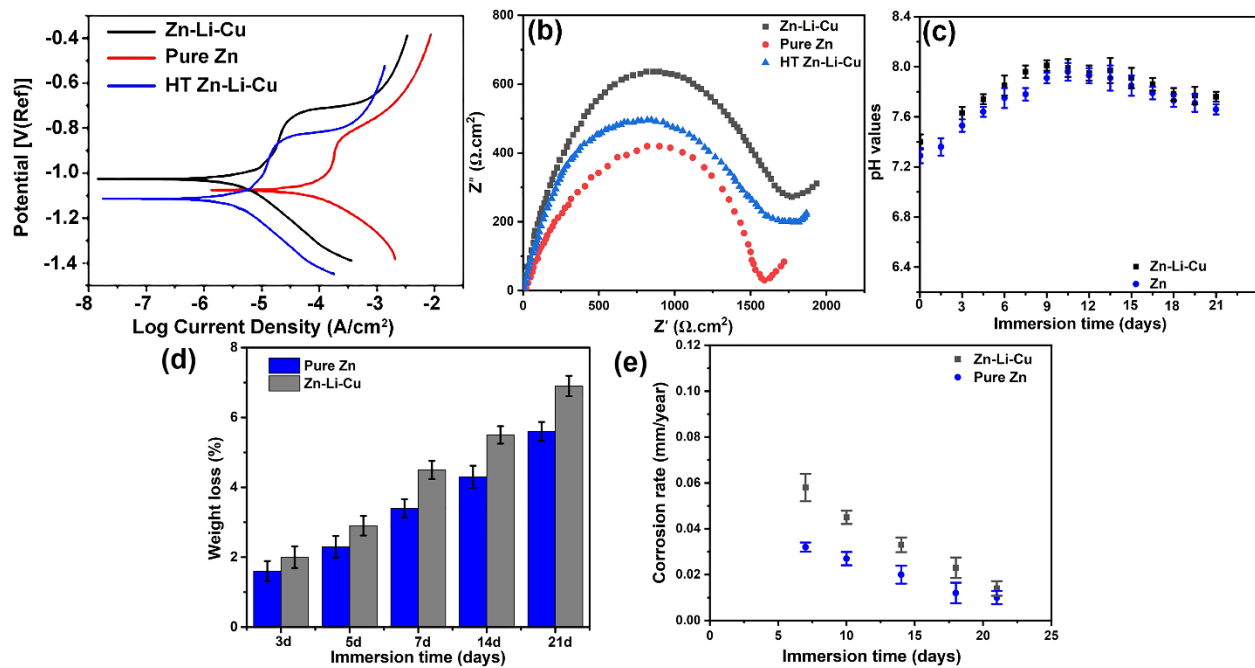 Zn-Li-Cu
Pure Zn
HT Zn-Li-Cu
-0.4
-0.6
-0.8
-1.0
-1.1
-1.4
Potential [V(Ref)]
-8
-7
-6
-5
-4
-3
-2
-1
Log Current Density (A/cm²)
(b)
Zn-Li-Cu
Pure Zn
HT Zn-Li-Cu
800
600
400
200
0
Z'' (Ω.cm²)
0
500
1000
1500
2000
Z' (Ω.cm²)
(c)
8.0
7.6
7.2
6.8
6.4
pH values
Zn-Li-Cu
Zn
0
3
6
9
12
15
18
21
Immersion time (days)
(d)
Pure Zn
Zn-Li-Cu
8
6
4
2
0
Weight loss (%)
3d
5d
7d
14d
21d
Immersion time (days)
(e)
Zn-Li-Cu
Pure Zn
0.12
0.10
0.08
0.06
0.04
0.02
0.00
Corrosion rate (mm/year)
0
5
10
15
20
25
Immersion time (days)